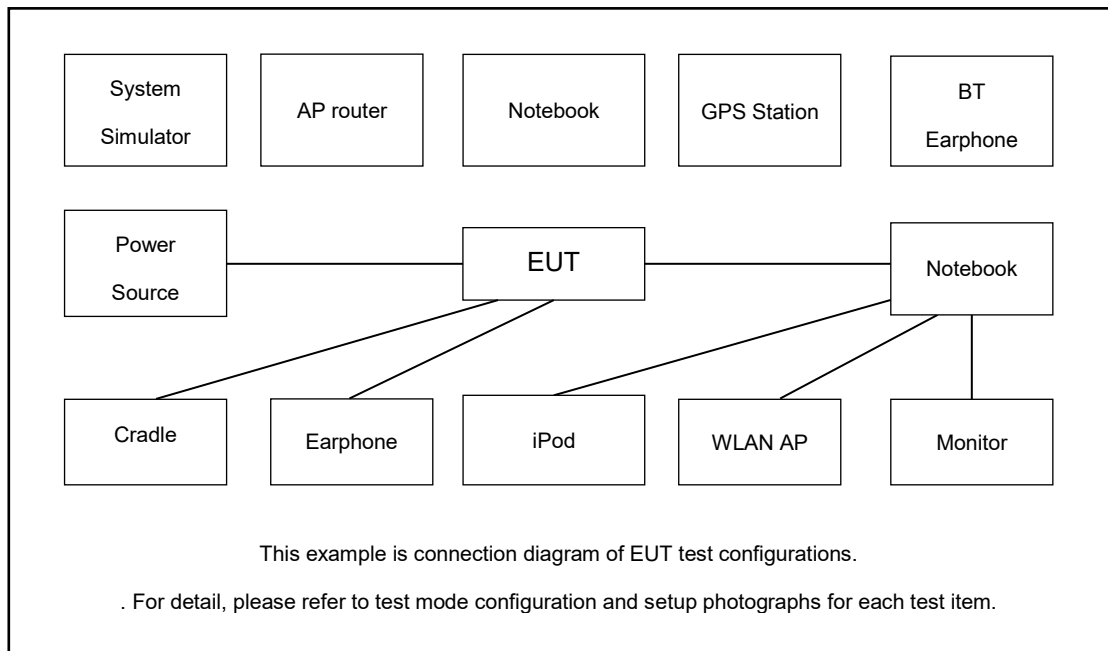 System
Simulator
AP router
Notebook
GPS Station
BT
Earphone
Power
Source
EUT
Notebook
Cradle
Earphone
iPod
WLAN AP
Monitor
This example is connection diagram of EUT test configurations.
. For detail, please refer to test mode configuration and setup photographs for each test item.